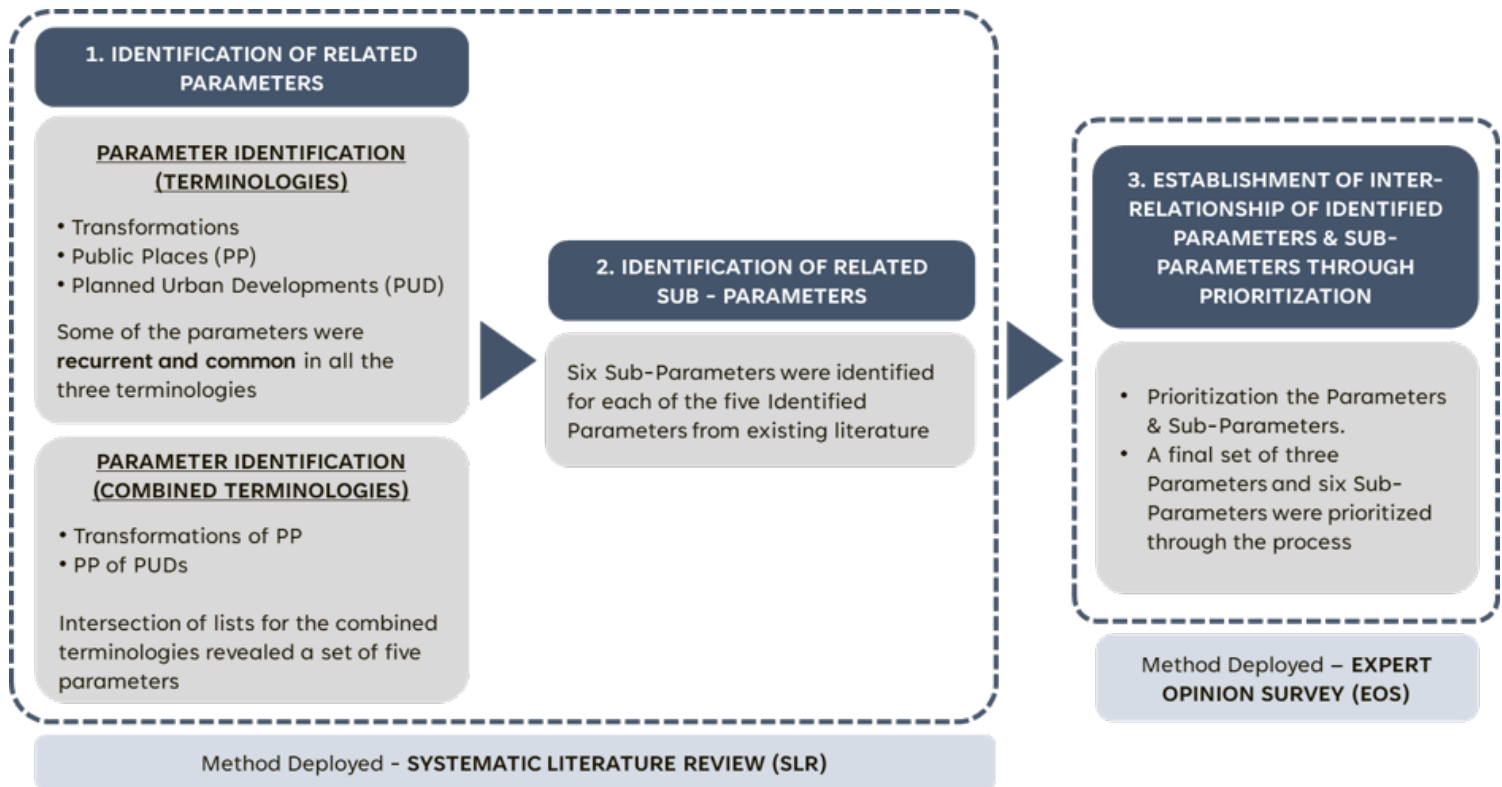 1. IDENTIFICATION OF RELATED
PARAMETERS
PARAMETER IDENTIFICATION
(TERMINOLOGIES)
• Transformations
• Public Places (PP)
• Planned Urban Developments (PUD)
Some of the parameters were
recurrent and common in all the
three terminologies
PARAMETER IDENTIFICATION
(COMBINED TERMINOLOGIES)
• Transformations of PP
• PP of PUDs
Intersection of lists for the combined
terminologies revealed a set of five
parameters
2. IDENTIFICATION OF RELATED
SUB - PARAMETERS
Six Sub-Parameters were identified
for each of the five Identified
Parameters from existing literature
Method Deployed - SYSTEMATIC LITERATURE REVIEW (SLR)
3. ESTABLISHMENT OF INTER-
RELATIONSHIP OF IDENTIFIED
PARAMETERS & SUB-
PARAMETERS THROUGH
PRIORITIZATION
• Prioritization the Parameters
& Sub-Parameters.
• A final set of three
Parameters and six Sub-
Parameters were prioritized
through the process
Method Deployed – EXPERT
OPINION SURVEY (EOS)